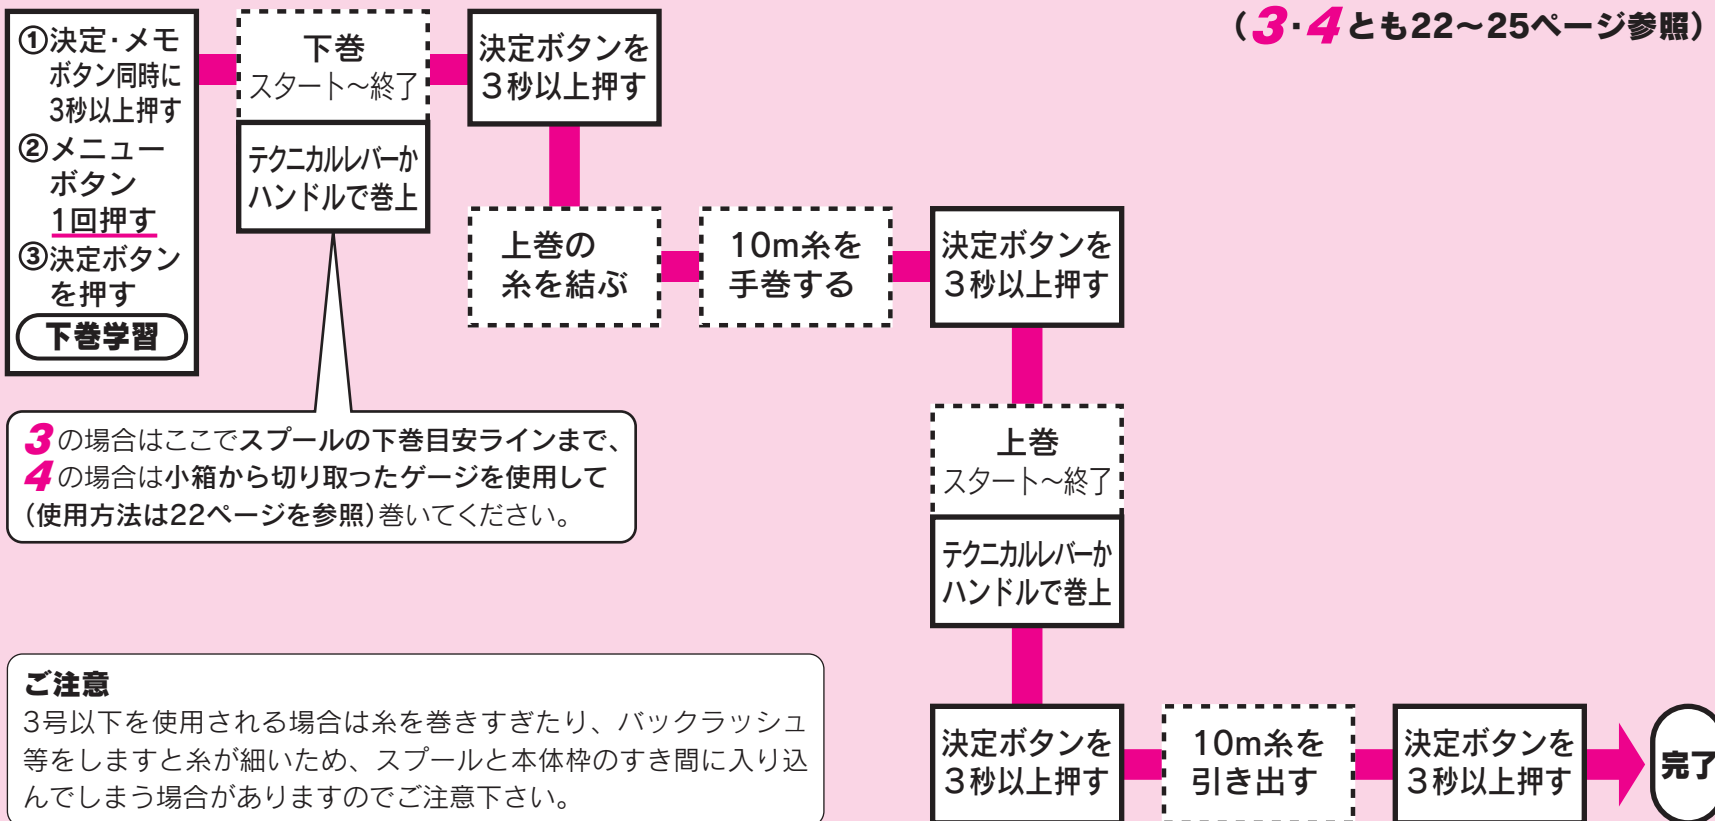 (3・4とも22～25ページ参照)
①決定・メモ
ボタン同時に
3秒以上押す
②メニュー
ボタン
1回押す
③決定ボタン
を押す
下巻学習
下巻
スタート～終了
テクニカルレバーか
ハンドルで巻上
決定ボタンを
3秒以上押す
上巻の
糸を結ぶ
10m糸を
手巻する
決定ボタンを
3秒以上押す
3の場合はここでスプールの下巻目安ラインまで、
4の場合は小箱から切り取ったゲージを使用して
(使用方法は22ページを参照)巻いてください。
上巻
スタート～終了
テクニカルレバーか
ハンドルで巻上
決定ボタンを
3秒以上押す
10m糸を
引き出す
決定ボタンを
3秒以上押す
完了
ご注意
3号以下を使用される場合は糸を巻きすぎたり、バックラッシュ
等をしますと糸が細いため、スプールと本体枠のすき間に入り込
んでしまう場合がありますのでご注意下さい。